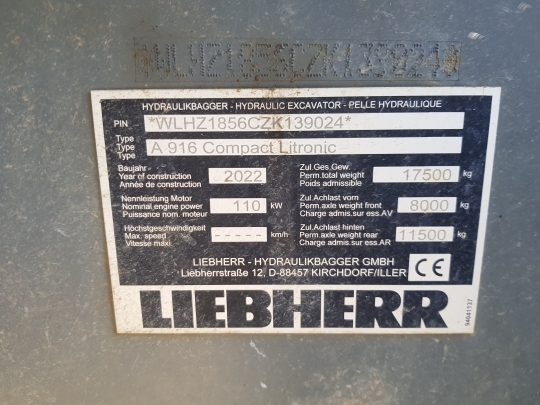 *WLHZ1856CZK139024*
HYDRAULIKBAGGER - HYDRAULIC EXCAVATOR - PELLE HYDRAULIQUE
PIN *WLHZ1856CZK139024*
Type
Type A 916 Compact Litronic
Type
Baujahr
Year of construction 2022
Année de construction
Zul.Ges.Gew.
Perm.total weight 17500 kg
Poids admissible
Nennleistung Motor
Nominal engine power 110 kW
Puissance nom. moteur
Zul.Achlast vorn
Perm.axle weight front 8000 kg
Charge admis.sur ess.AV
Höchstgeschwindigkeit
Max. speed - - - - - km/h
Vitesse maxi
Zul.Achlast hinten
Perm.axle weight rear 11500 kg
Charge admis.sur ess.AR
LIEBHERR - HYDRAULIKBAGGER GMBH
Liebherrstraße 12, D-88457 KIRCHDORF/ILLER
CE
LIEBHERR
94041137